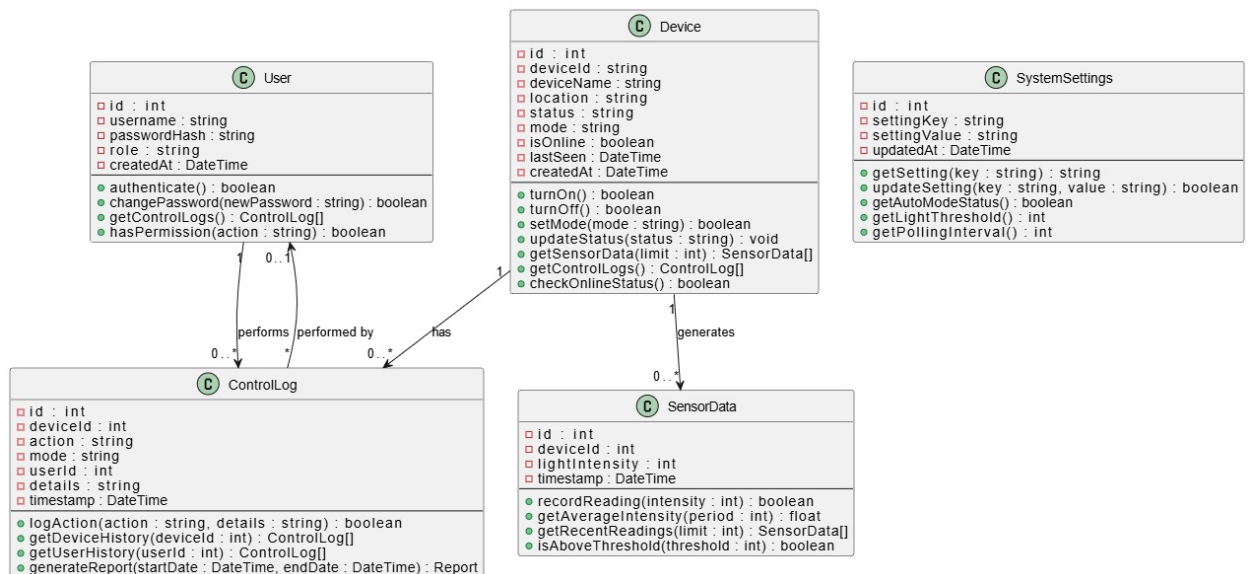 C User
id : int
username : string
passwordHash : string
role : string
createdAt : DateTime
authenticate() : boolean
changePassword(newPassword : string) : boolean
getControlLogs() : ControlLog[]
hasPermission(action : string) : boolean
C Device
id : int
deviceId : string
deviceName : string
location : string
status : string
mode : string
isOnline : boolean
lastSeen : DateTime
createdAt : DateTime
turnOn() : boolean
turnOff() : boolean
setMode(mode : string) : boolean
updateStatus(status : string) : void
getSensorData(limit : int) : SensorData[]
getControlLogs() : ControlLog[]
checkOnlineStatus() : boolean
C SystemSettings
id : int
settingKey : string
settingValue : string
updatedAt : DateTime
getSetting(key : string) : string
updateSetting(key : string, value : string) : boolean
getAutoModeStatus() : boolean
getLightThreshold() : int
getPollingInterval() : int
1
0..1
1
1
performs
performed by
has
generates
0..*
*
0..*
0..*
C ControlLog
id : int
deviceId : int
action : string
mode : string
userId : int
details : string
timestamp : DateTime
logAction(action : string, details : string) : boolean
getDeviceHistory(deviceId : int) : ControlLog[]
getUserHistory(userId : int) : ControlLog[]
generateReport(startDate : DateTime, endDate : DateTime) : Report
C SensorData
id : int
deviceId : int
lightIntensity : int
timestamp : DateTime
recordReading(intensity : int) : boolean
getAverageIntensity(period : int) : float
getRecentReadings(limit : int) : SensorData[]
isAboveThreshold(threshold : int) : boolean